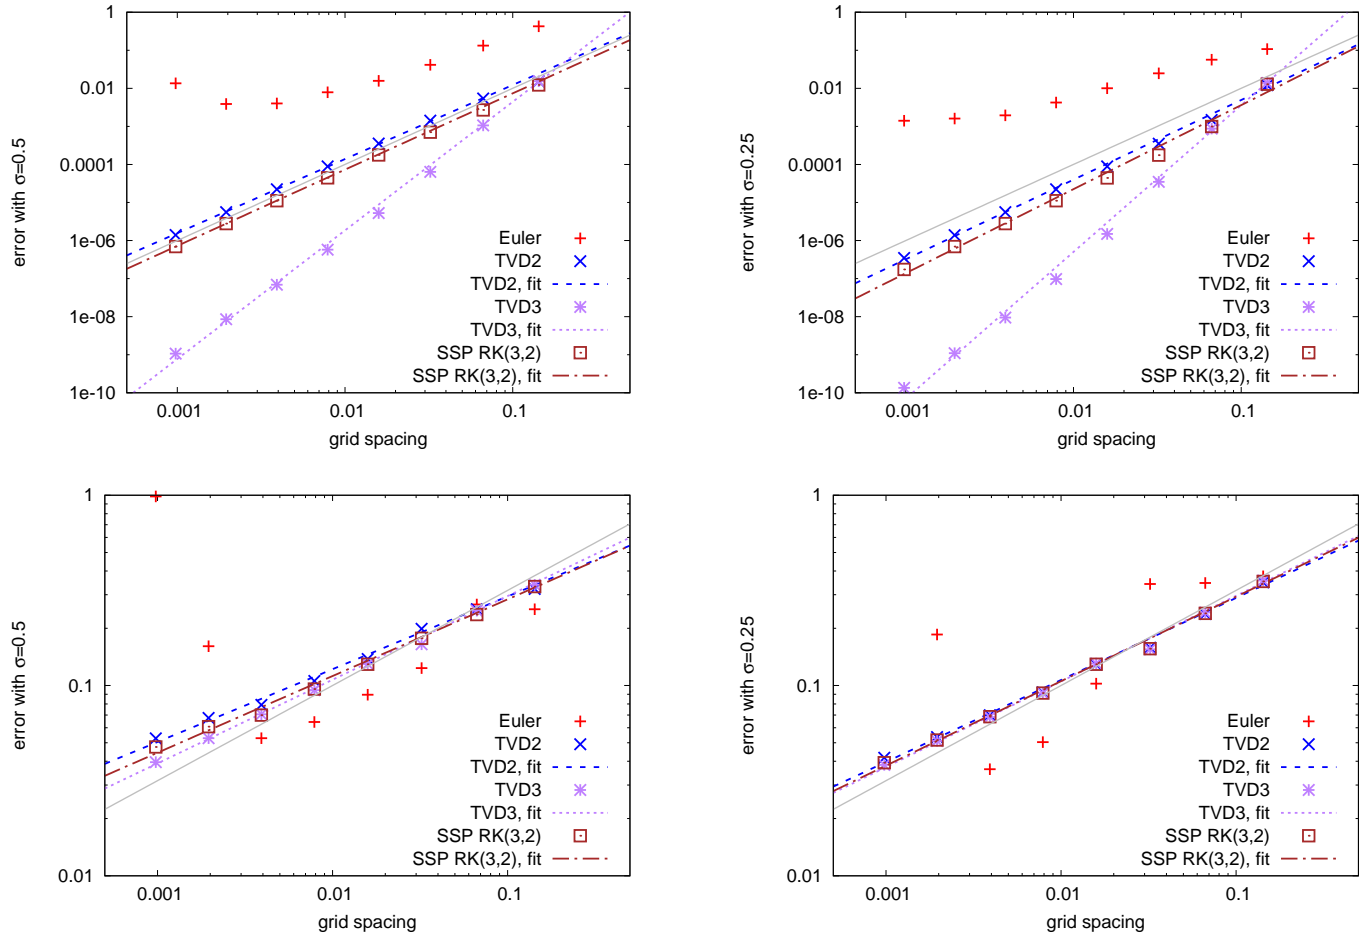 error with σ=0.5
1
0.01
0.0001
1e-06
1e-08
1e-10
0.001
0.01
0.1
grid spacing
Euler
TVD2
TVD2, fit
TVD3
TVD3, fit
SSP RK(3,2)
SSP RK(3,2), fit
error with σ=0.25
1
0.01
0.0001
1e-06
1e-08
1e-10
0.001
0.01
0.1
grid spacing
Euler
TVD2
TVD2, fit
TVD3
TVD3, fit
SSP RK(3,2)
SSP RK(3,2), fit
error with σ=0.5
1
0.1
0.01
0.001
0.01
0.1
grid spacing
Euler
TVD2
TVD2, fit
TVD3
TVD3, fit
SSP RK(3,2)
SSP RK(3,2), fit
error with σ=0.25
1
0.1
0.01
0.001
0.01
0.1
grid spacing
Euler
TVD2
TVD2, fit
TVD3
TVD3, fit
SSP RK(3,2)
SSP RK(3,2), fit